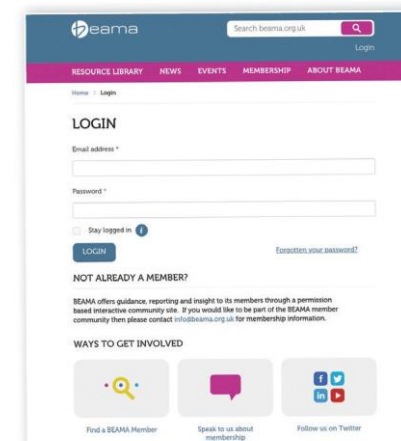 beama
Search beama.org.uk
Login
RESOURCE LIBRARY NEWS EVENTS MEMBERSHIP ABOUT BEAMA
Home > Login
LOGIN
Email address *
Password *
Stay logged in i
LOGIN
Forgotten your password?
NOT ALREADY A MEMBER?
BEAMA offers guidance, reporting and insight to its members through a permission
based interactive community site. If you would like to be part of the BEAMA member
community then please contact info@beama.org.uk for membership information.
WAYS TO GET INVOLVED
Find a BEAMA Member
Speak to us about
membership
Follow us on Twitter